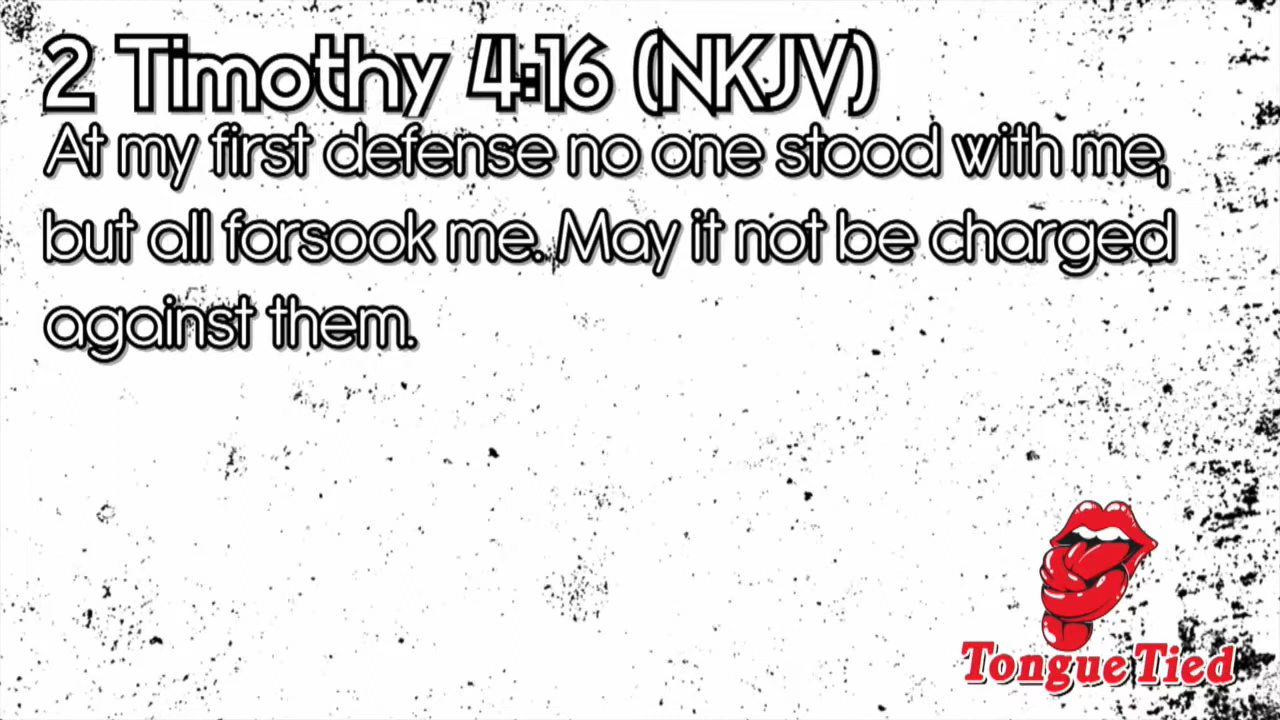 2 Timothy 4:16 (NKJV)
At my first defense no one stood with me,
but all forsook me. May it not be charged
against them.
Tongue Tied